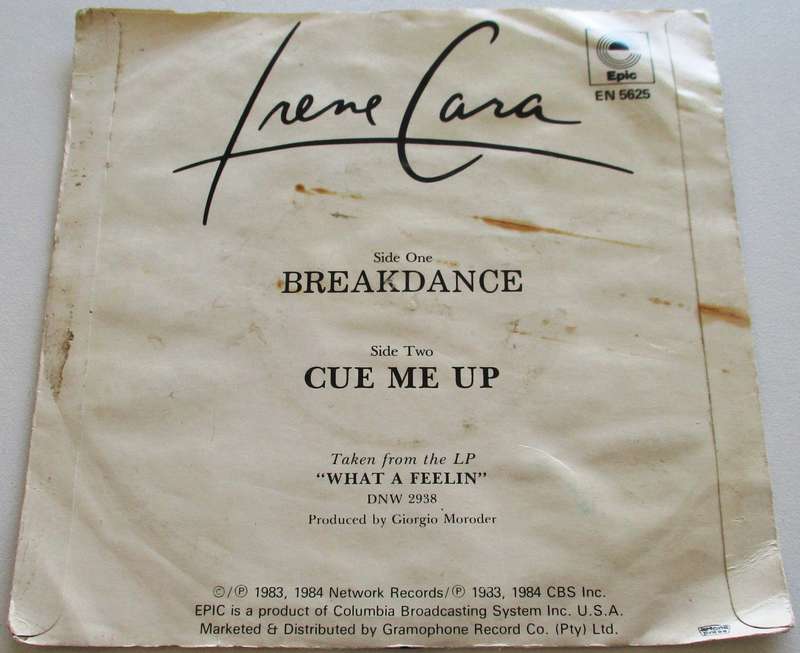 Irene Cara
Epic
EN 5625
Side One
BREAKDANCE
Side Two
CUE ME UP
Taken from the LP
“WHAT A FEELIN”
DNW 2938
Produced by Giorgio Moroder
©/℗ 1983, 1984 Network Records/℗ 1983, 1984 CBS Inc.
EPIC is a product of Columbia Broadcasting System Inc. U.S.A.
Marketed & Distributed by Gramophone Record Co. (Pty) Ltd.